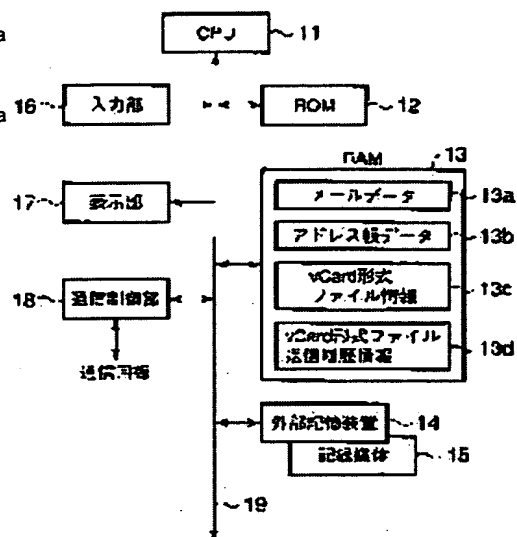 a
CPU 11
16 入力部 ROM 12
a
RAM 13
17 表示部
メールデータ 13a
アドレス帳データ 13b
18 通信制御部
vCard形式
ファイル情報 13c
通信回線
vCard形式ファイル
送信履歴情報 13d
外部記憶装置 14
記録媒体 15
19